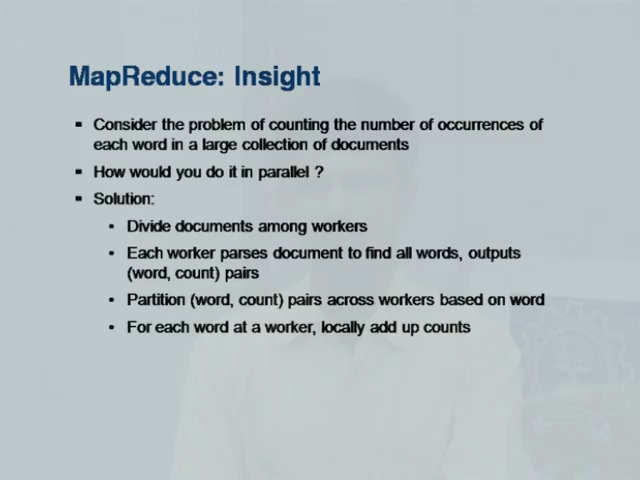 MapReduce: Insight
Consider the problem of counting the number of occurrences of
each word in a large collection of documents
How would you do it in parallel ?
Solution:
Divide documents among workers
Each worker parses document to find all words, outputs
(word, count) pairs
Partition (word, count) pairs across workers based on word
For each word at a worker, locally add up counts